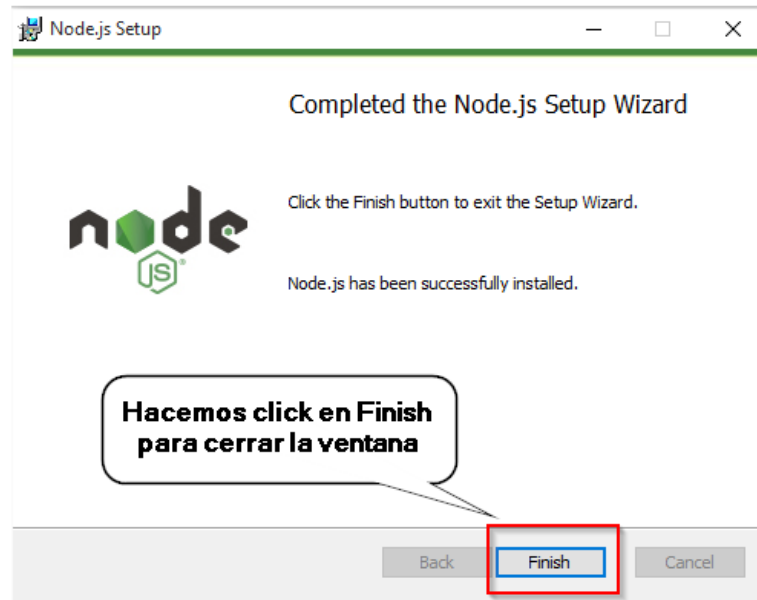 Node.js Setup
Completed the Node.js Setup Wizard
Click the Finish button to exit the Setup Wizard.
node
JS
Node.js has been successfully installed.
Hacemos click en Finish
para cerrar la ventana
Back Finish Cancel